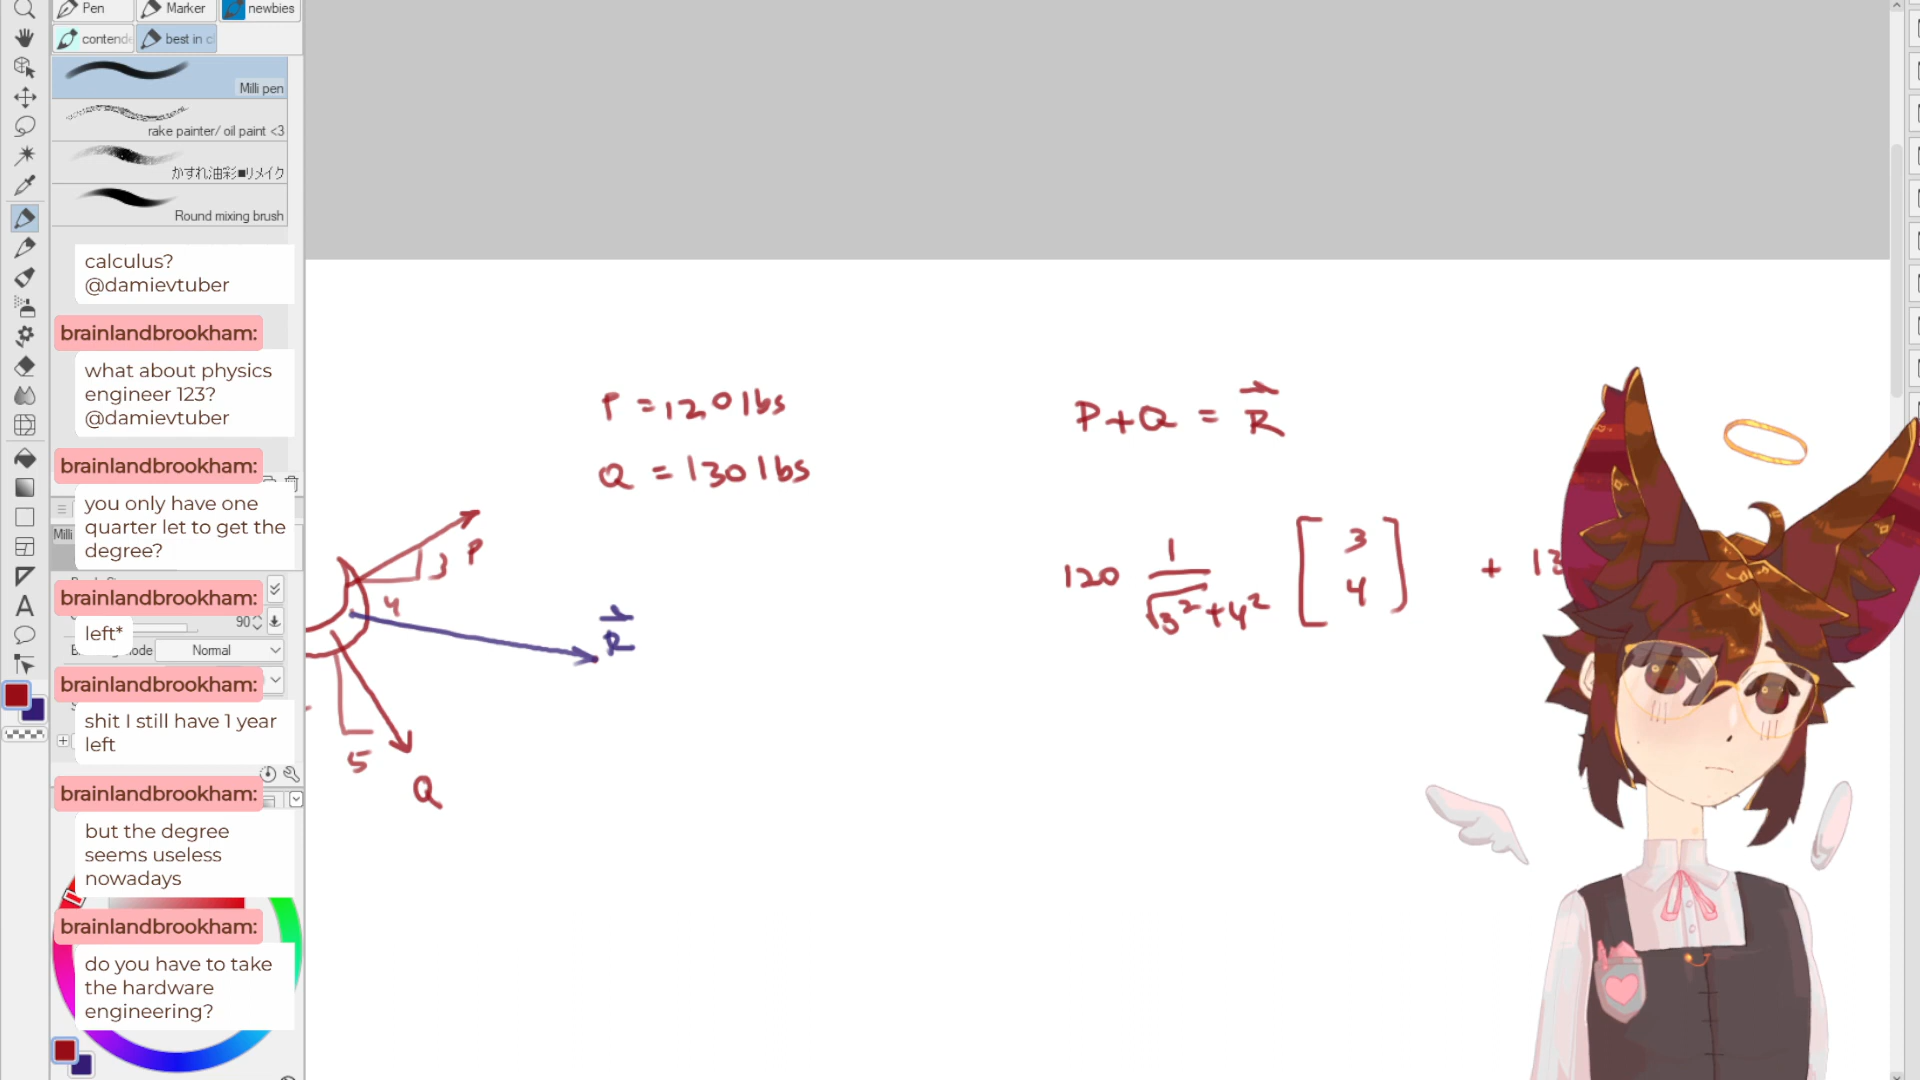 Pen
Marker
newbies
contend
best in c
Milli pen
rake painter/ oil paint <3
かすれ油彩■リメイク
Round mixing brush
calculus?
@damievtuber
brainlandbrookham:
what about physics
engineer 123?
@damievtuber
brainlandbrookham:
you only have one
quarter let to get the
degree?
Milli
brainlandbrookham:
left*
90
Normal
brainlandbrookham:
shit I still have 1 year
left
brainlandbrookham:
but the degree
seems useless
nowadays
brainlandbrookham:
do you have to take
the hardware
engineering?
P = 120 lbs
Q = 130 lbs
P
3
4
R
5
Q
P + Q = R
120 1/√3² + 4² [3 4] + 13